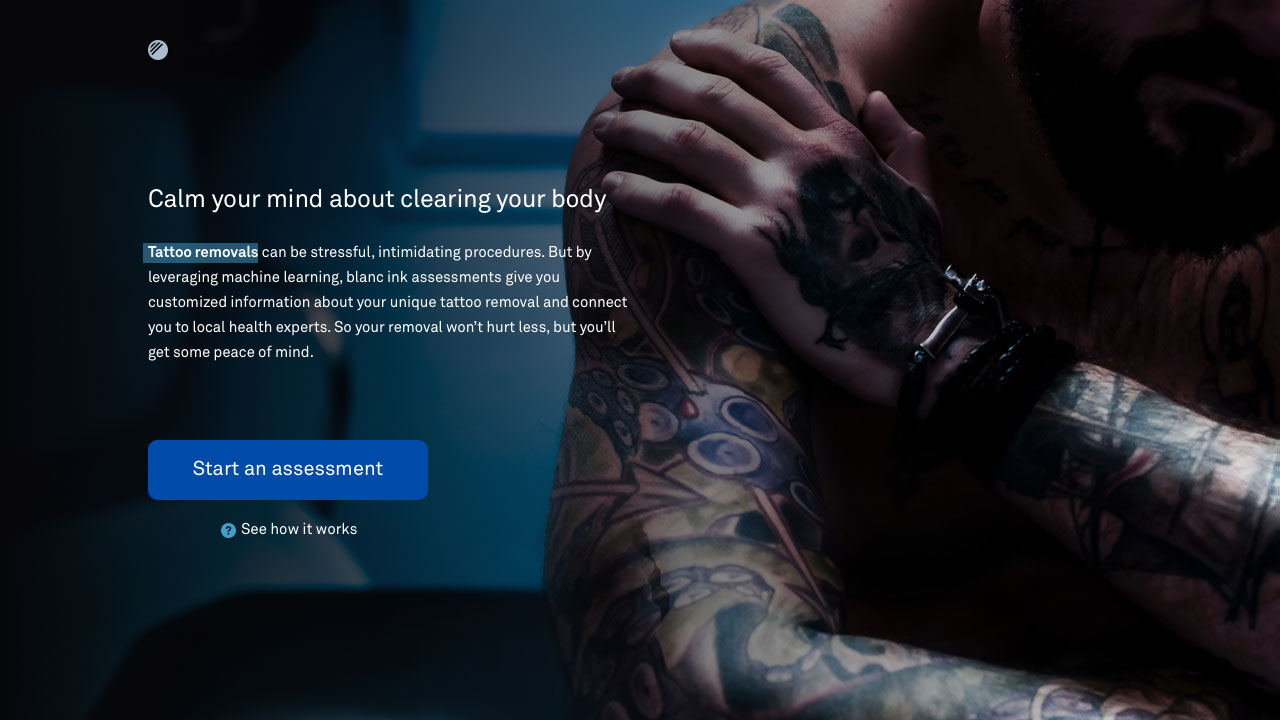 Calm your mind about clearing your body
Tattoo removals can be stressful, intimidating procedures. But by
leveraging machine learning, blanc ink assessments give you
customized information about your unique tattoo removal and connect
you to local health experts. So your removal won’t hurt less, but you’ll
get some peace of mind.
Start an assessment
? See how it works